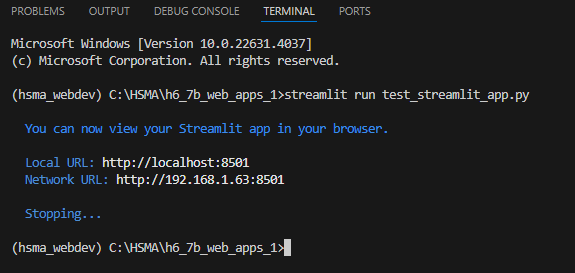 PROBLEMS OUTPUT DEBUG CONSOLE TERMINAL PORTS
Microsoft Windows [Version 10.0.22631.4037]
(c) Microsoft Corporation. All rights reserved.
(hsma_webdev) C:\HSMA\h6_7b_web_apps_1>streamlit run test_streamlit_app.py
You can now view your Streamlit app in your browser.
Local URL: http://localhost:8501
Network URL: http://192.168.1.63:8501
Stopping...
(hsma_webdev) C:\HSMA\h6_7b_web_apps_1>